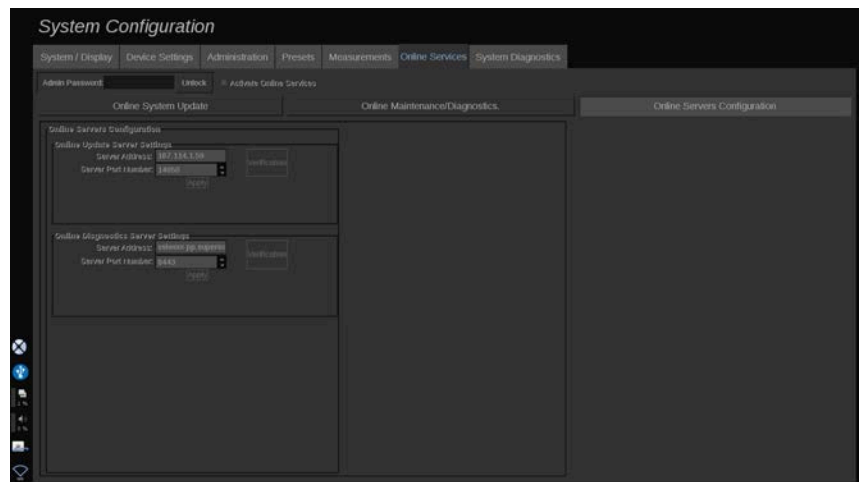 System Configuration
System / Display Device Settings Administration Presets Measurements Online Services System Diagnostics
Admin Password: Unlock Activate Online Services
Online System Update Online Maintenance/Diagnostics. Online Servers Configuration
Online Servers Configuration
Online Update Server Settings
Server Address:
Verification
Server Port Number:
Apply
Online Diagnostics Server Settings
Server Address:
Verification
Server Port Number: 8443
Apply